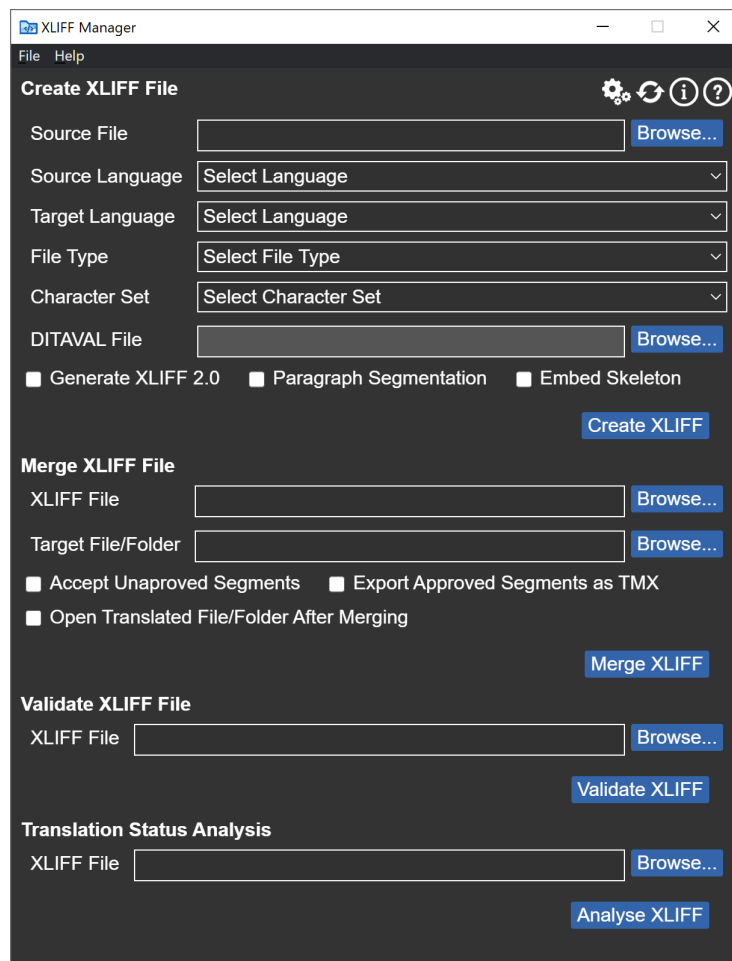 XLIFF Manager
File Help
Create XLIFF File
Source File Browse...
Source Language Select Language
Target Language Select Language
File Type Select File Type
Character Set Select Character Set
DITAVAL File Browse...
Generate XLIFF 2.0 Paragraph Segmentation Embed Skeleton
Create XLIFF
Merge XLIFF File
XLIFF File Browse...
Target File/Folder Browse...
Accept Unaproved Segments Export Approved Segments as TMX
Open Translated File/Folder After Merging
Merge XLIFF
Validate XLIFF File
XLIFF File Browse...
Validate XLIFF
Translation Status Analysis
XLIFF File Browse...
Analyse XLIFF